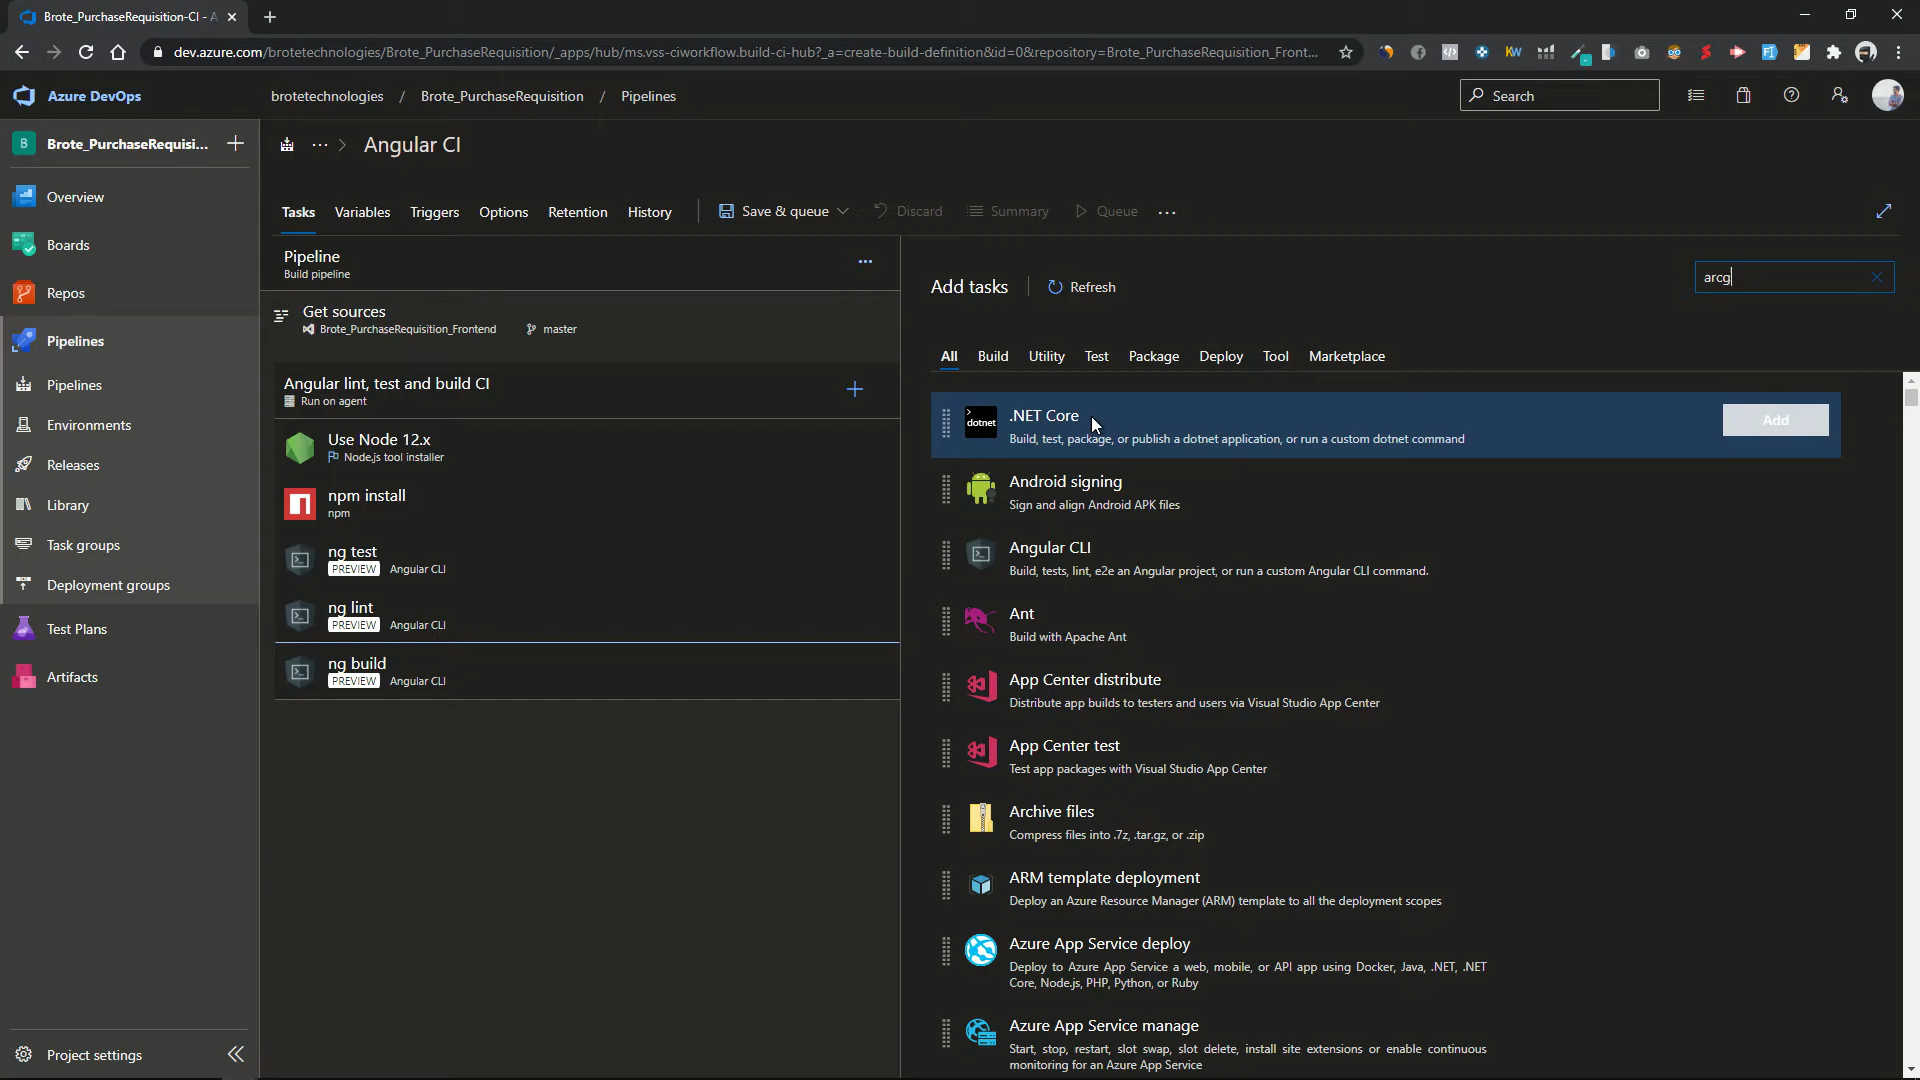 Brote_PurchaseRequisition-CI - A
dev.azure.com/brotetechnologies/Brote_PurchaseRequisition/_apps/hub/ms.vss-ciworkflow.build-ci-hub?_a=create-build-definition&id=0&repository=Brote_PurchaseRequisition_Front...
KW
Azure DevOps
brotetechnologies / Brote_PurchaseRequisition / Pipelines
Search
B
Brote_PurchaseRequisi...
Overview
Boards
Repos
Pipelines
Pipelines
Environments
Releases
Library
Task groups
Deployment groups
Test Plans
Artifacts
Project settings
Angular CI
Tasks Variables Triggers Options Retention History Save & queue Discard Summary Queue
Pipeline
Build pipeline
Get sources
Brote_PurchaseRequisition_Frontend master
Angular lint, test and build CI
Run on agent
Use Node 12.x
Node.js tool installer
npm install
npm
ng test
PREVIEW Angular CLI
ng lint
PREVIEW Angular CLI
ng build
PREVIEW Angular CLI
Add tasks Refresh
arcg
All Build Utility Test Package Deploy Tool Marketplace
dotnet
.NET Core
Build, test, package, or publish a dotnet application, or run a custom dotnet command
Add
Android signing
Sign and align Android APK files
Angular CLI
Build, tests, lint, e2e an Angular project, or run a custom Angular CLI command.
Ant
Build with Apache Ant
App Center distribute
Distribute app builds to testers and users via Visual Studio App Center
App Center test
Test app packages with Visual Studio App Center
Archive files
Compress files into .7z, .tar.gz, or .zip
ARM template deployment
Deploy an Azure Resource Manager (ARM) template to all the deployment scopes
Azure App Service deploy
Deploy to Azure App Service a web, mobile, or API app using Docker, Java, .NET, .NET
Core, Node.js, PHP, Python, or Ruby
Azure App Service manage
Start, stop, restart, slot swap, slot delete, install site extensions or enable continuous
monitoring for an Azure App Service